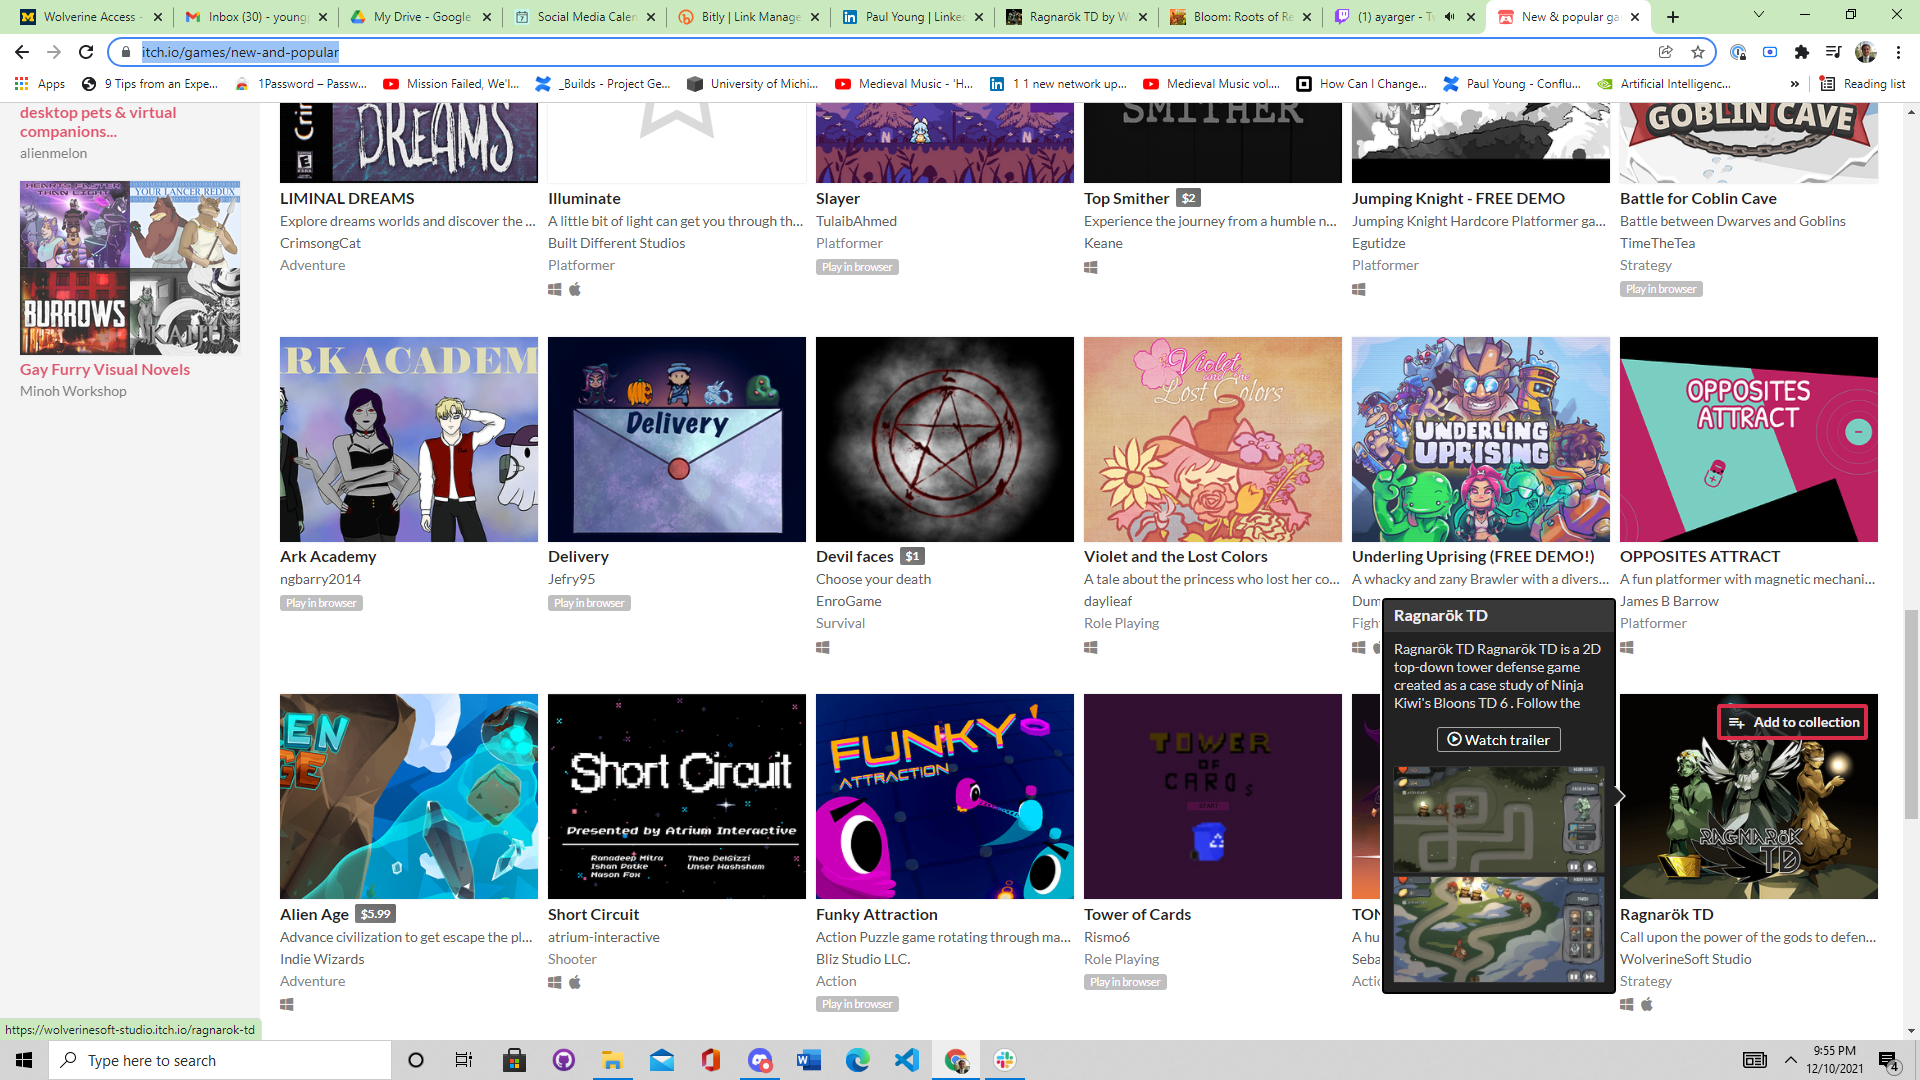 Wolverine Access -
Inbox (30) - young
My Drive - Google
Social Media Calen
Bitly | Link Manage
Paul Young | Linked
Ragnarök TD by W
Bloom: Roots of Re
(1) ayarger - Tw
New & popular ga
itch.io/games/new-and-popular
Apps
9 Tips from an Expe...
1Password – Passw...
Mission Failed, We'l...
_Builds - Project Ge...
University of Michi...
Medieval Music - 'H...
1 1 new network up...
Medieval Music vol....
How Can I Change...
Paul Young - Conflu...
Artificial Intelligenc...
»
Reading list
desktop pets & virtual
companions...
alienmelon
HEARTS FASTER THAN LIGHT
YOUR LANCER REDUX
BURROWS
Gay Furry Visual Novels
Minoh Workshop
Crim
E
DREAMS
SMITHER
GOBLIN CAVE
LIMINAL DREAMS
Explore dreams worlds and discover the ...
CrimsongCat
Adventure
Illuminate
A little bit of light can get you through th...
Built Different Studios
Platformer
Slayer
TulaibAhmed
Platformer
Play in browser
Top Smither $2
Experience the journey from a humble n...
Keane
Jumping Knight - FREE DEMO
Jumping Knight Hardcore Platformer ga...
Egutidze
Platformer
Battle for Coblin Cave
Battle between Dwarves and Goblins
TimeTheTea
Strategy
Play in browser
RK ACADEM
Delivery
Violet
and the
Lost Colors
UNDERLING
UPRISING
OPPOSITES
ATTRACT
Ark Academy
ngbarry2014
Play in browser
Delivery
Jefry95
Play in browser
Devil faces $1
Choose your death
EnroGame
Survival
Violet and the Lost Colors
A tale about the princess who lost her co...
daylieaf
Role Playing
Underling Uprising (FREE DEMO!)
A whacky and zany Brawler with a divers...
Dum
Figh
OPPOSITES ATTRACT
A fun platformer with magnetic mechani...
James B Barrow
Platformer
Ragnarök TD
Ragnarök TD Ragnarök TD is a 2D
top-down tower defense game
created as a case study of Ninja
Kiwi's Bloons TD 6 . Follow the
Watch trailer
Add to collection
EN
GE
Short Circuit
Presented by Atrium Interactive
Ranadeep Mitra
Theo DelGizzi
Ishan Patke
Unser Hashsham
Mason Fox
FUNKY
ATTRACTION
TOWER
OF
CARDS
START
RAGNARÖK
TD
Alien Age $5.99
Advance civilization to get escape the pl...
Indie Wizards
Adventure
Short Circuit
atrium-interactive
Shooter
Funky Attraction
Action Puzzle game rotating through ma...
Bliz Studio LLC.
Action
Play in browser
Tower of Cards
Rismo6
Role Playing
Play in browser
TON
A hu
Seba
Actio
Ragnarök TD
Call upon the power of the gods to defen...
WolverineSoft Studio
Strategy
https://wolverinesoft-studio.itch.io/ragnarok-td
Type here to search
9:55 PM
12/10/2021
4